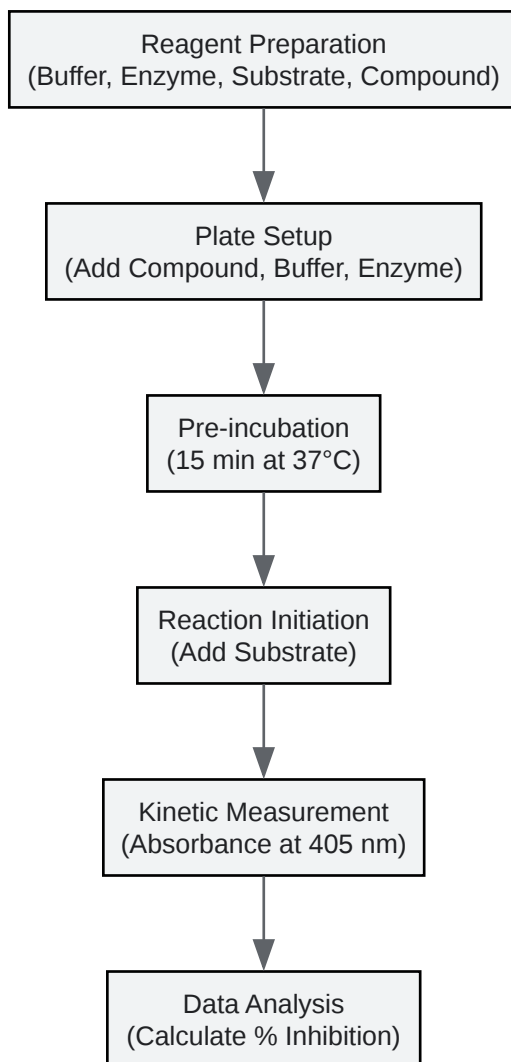 Reagent Preparation
(Buffer, Enzyme, Substrate, Compound)
Plate Setup
(Add Compound, Buffer, Enzyme)
Pre-incubation
(15 min at 37°C)
Reaction Initiation
(Add Substrate)
Kinetic Measurement
(Absorbance at 405 nm)
Data Analysis
(Calculate % Inhibition)